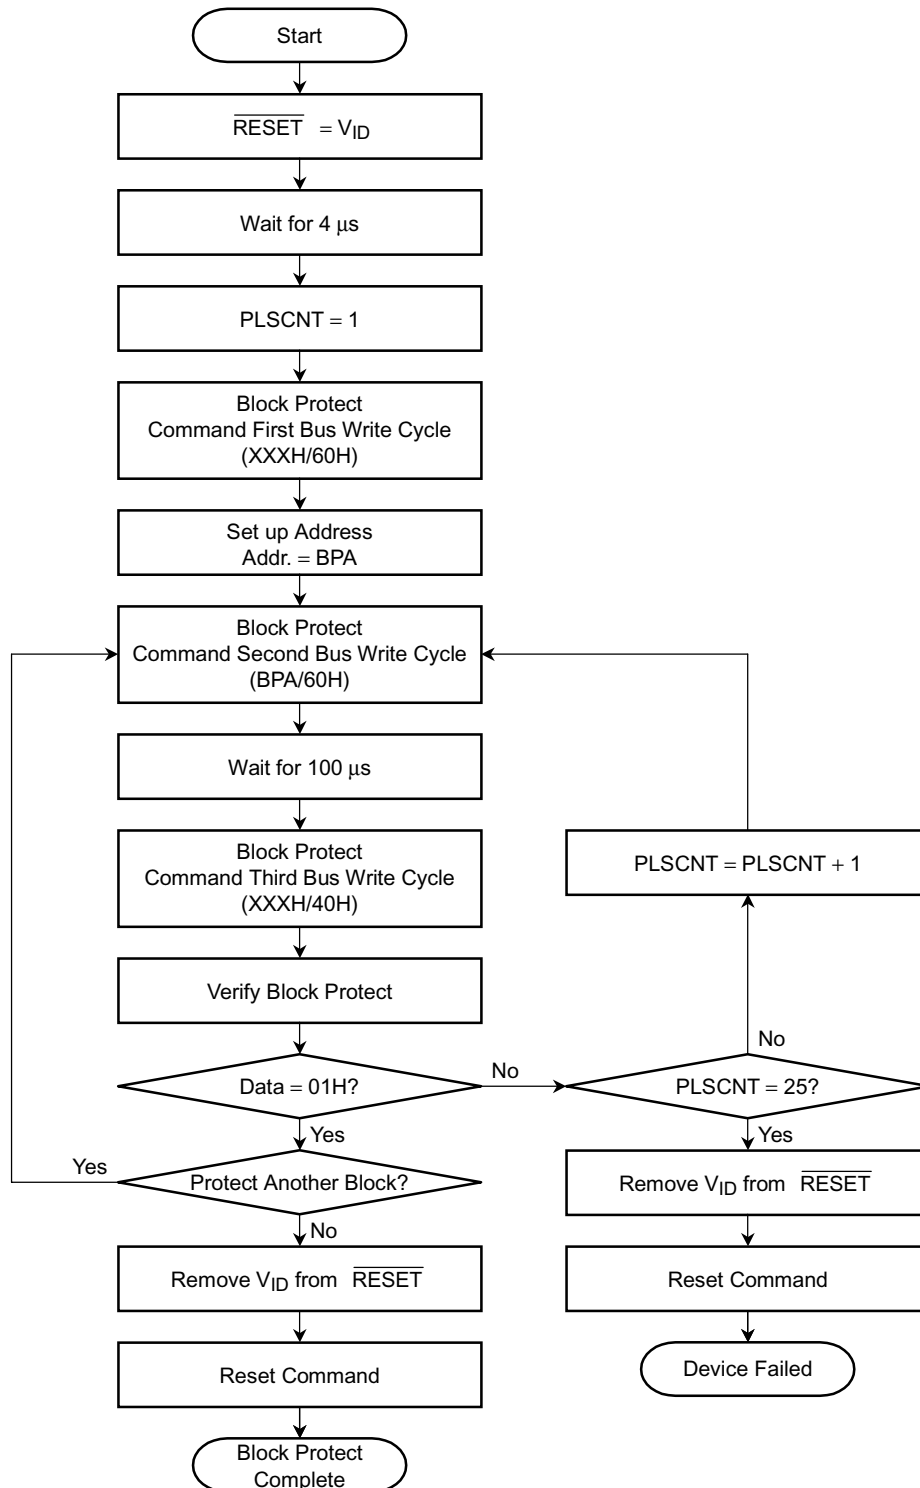 Start
RESET = VID
Wait for 4 μs
PLSCNT = 1
Block Protect
Command First Bus Write Cycle
(XXXH/60H)
Set up Address
Addr. = BPA
Block Protect
Command Second Bus Write Cycle
(BPA/60H)
Wait for 100 μs
Block Protect
Command Third Bus Write Cycle
(XXXH/40H)
PLSCNT = PLSCNT + 1
Verify Block Protect
No
Data = 01H?
No
PLSCNT = 25?
Yes
Yes
Yes
Protect Another Block?
Remove VID from RESET
No
Remove VID from RESET
Reset Command
Reset Command
Device Failed
Block Protect
Complete